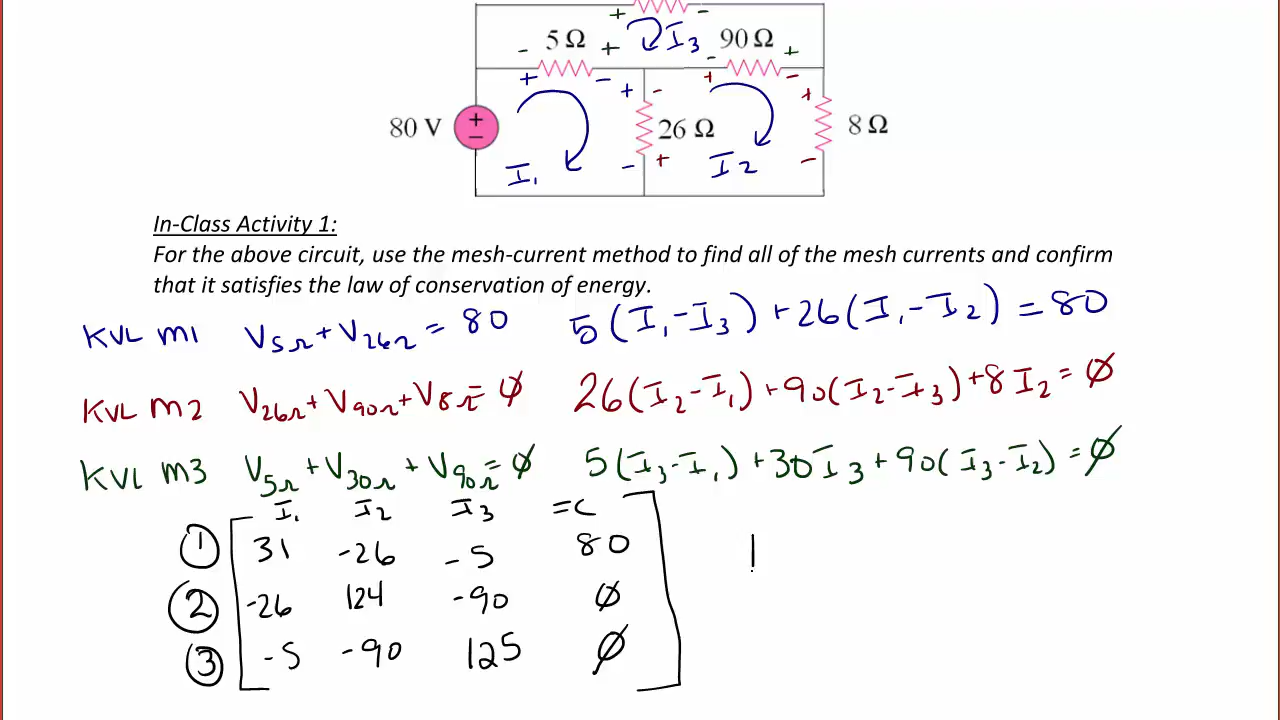 - 5 Ω + + I3 - 90 Ω +
+ - + - - + -
80 V + - 26 Ω + 8 Ω
I1 - + I2 -
In-Class Activity 1:
For the above circuit, use the mesh-current method to find all of the mesh currents and confirm
that it satisfies the law of conservation of energy.
KVL m1 V5Ω + V26Ω = 80 5(I1-I3) + 26(I1-I2) = 80
KVL m2 V26Ω + V90Ω + V8Ω = ∅ 26(I2-I1) + 90(I2-I3) + 8I2 = ∅
KVL m3 V5Ω + V30Ω + V90Ω = ∅ 5(I3-I1) + 30I3 + 90(I3-I2) = ∅
I1 I2 I3 = C
① 31 -26 -5 80
② -26 124 -90 ∅
③ -5 -90 125 ∅